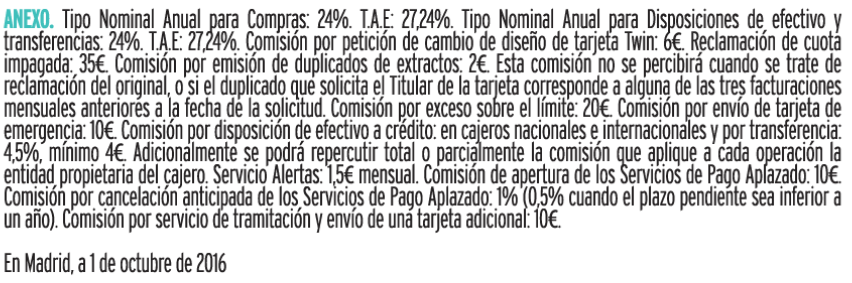 ANEXO. Tipo Nominal Anual para Compras: 24%. T.A.E: 27,24%. Tipo Nominal Anual para Disposiciones de efectivo y
transferencias: 24%. T.A.E: 27,24%. Comisión por petición de cambio de diseño de tarjeta Twin: 6€. Reclamación de cuota
impagada: 35€. Comisión por emisión de duplicados de extractos: 2€. Esta comisión no se percibirá cuando se trate de
reclamación del original, o si el duplicado que solicita el Titular de la tarjeta corresponde a alguna de las tres facturaciones
mensuales anteriores a la fecha de la solicitud. Comisión por exceso sobre el límite: 20€. Comisión por envío de tarjeta de
emergencia: 10€. Comisión por disposición de efectivo a crédito: en cajeros nacionales e internacionales y por transferencia:
4,5%, mínimo 4€. Adicionalmente se podrá repercutir total o parcialmente la comisión que aplique a cada operación la
entidad propietaria del cajero. Servicio Alertas: 1,5€ mensual. Comisión de apertura de los Servicios de Pago Aplazado: 10€.
Comisión por cancelación anticipada de los Servicios de Pago Aplazado: 1% (0,5% cuando el plazo pendiente sea inferior a
un año). Comisión por servicio de tramitación y envío de una tarjeta adicional: 10€.
En Madrid, a 1 de octubre de 2016